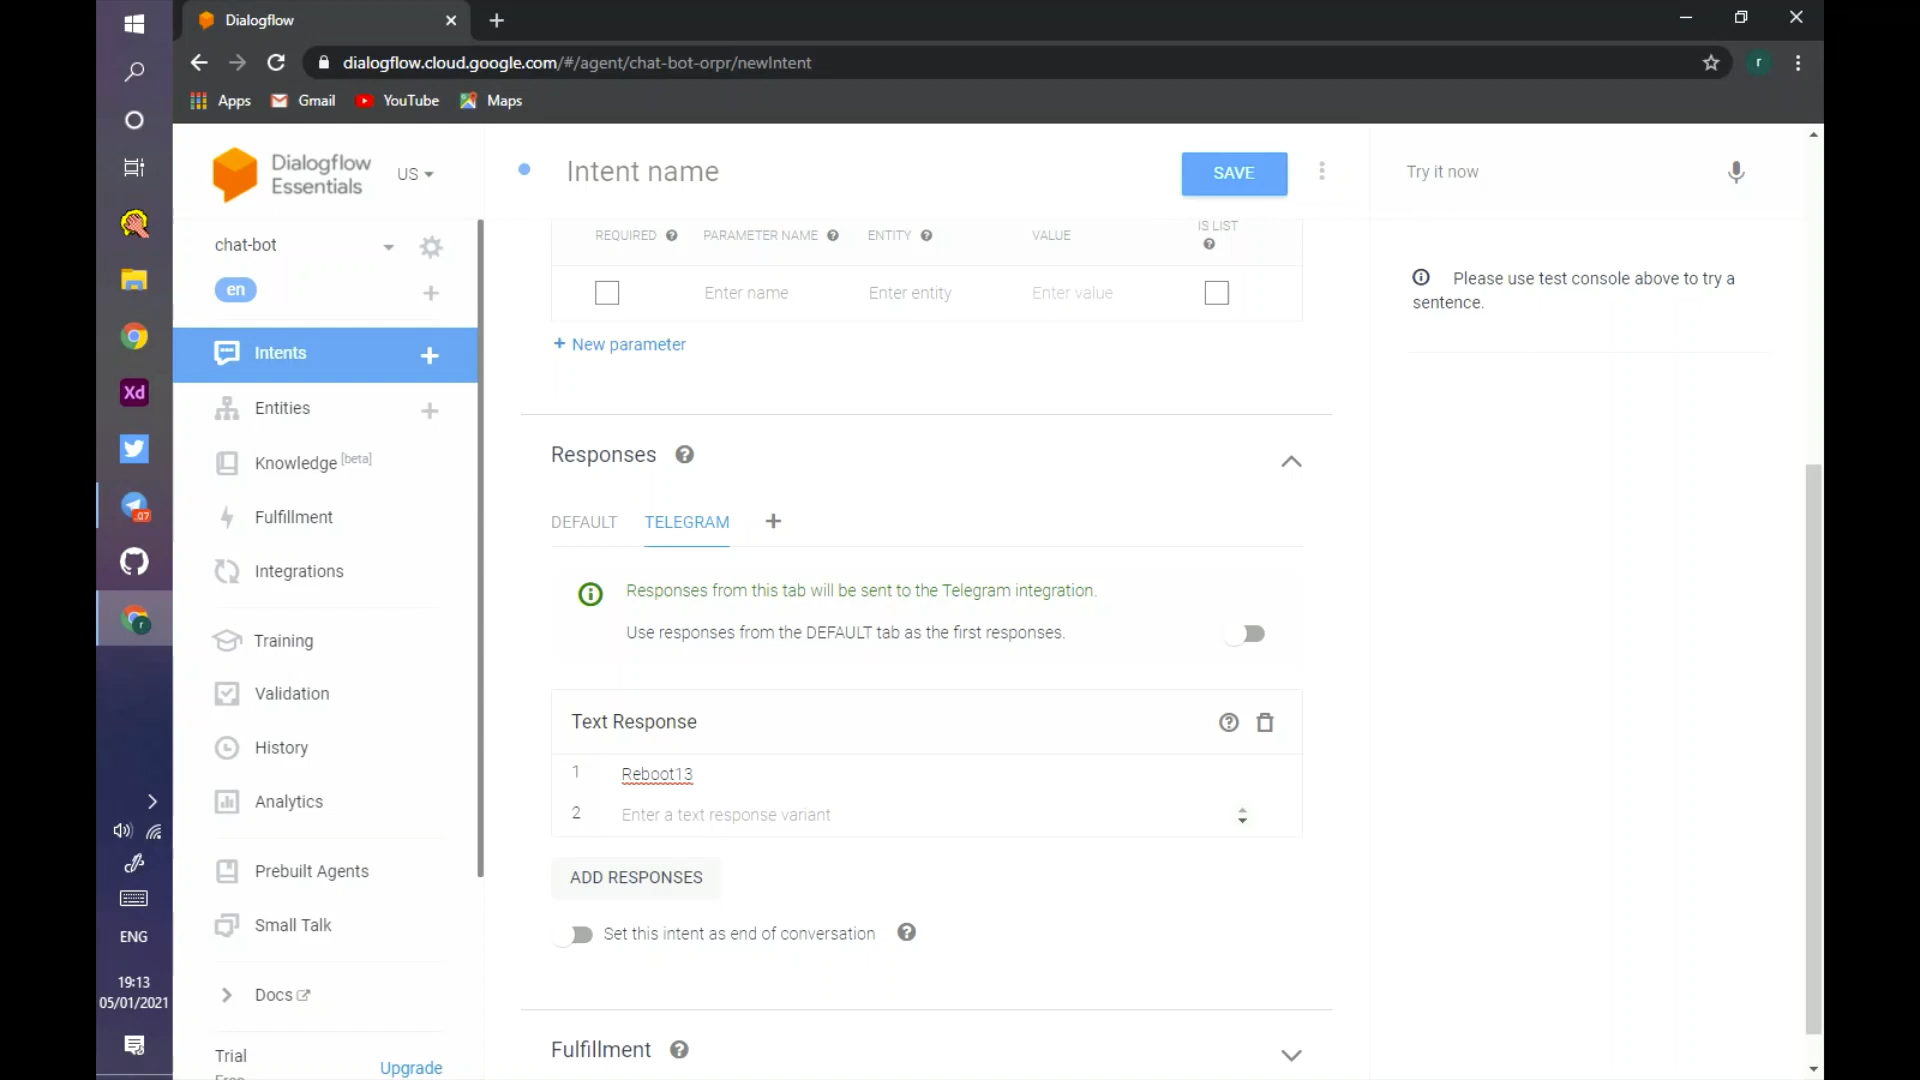 Dialogflow
dialogflow.cloud.google.com/#/agent/chat-bot-orpr/newIntent
r
Apps
Gmail
YouTube
Maps
Dialogflow
Essentials
US
Intent name
SAVE
Try it now
chat-bot
en
REQUIRED
PARAMETER NAME
ENTITY
VALUE
IS LIST
Enter name
Enter entity
Enter value
Please use test console above to try a
sentence.
+ New parameter
Intents
Entities
Knowledge [beta]
Fulfillment
Integrations
Training
Validation
History
Analytics
Prebuilt Agents
Small Talk
Docs
Trial
Upgrade
Responses
DEFAULT
TELEGRAM
Responses from this tab will be sent to the Telegram integration.
Use responses from the DEFAULT tab as the first responses.
Text Response
1 Reboot13
2 Enter a text response variant
ADD RESPONSES
Set this intent as end of conversation
Fulfillment
Xd
.07
r
ENG
19:13
05/01/2021